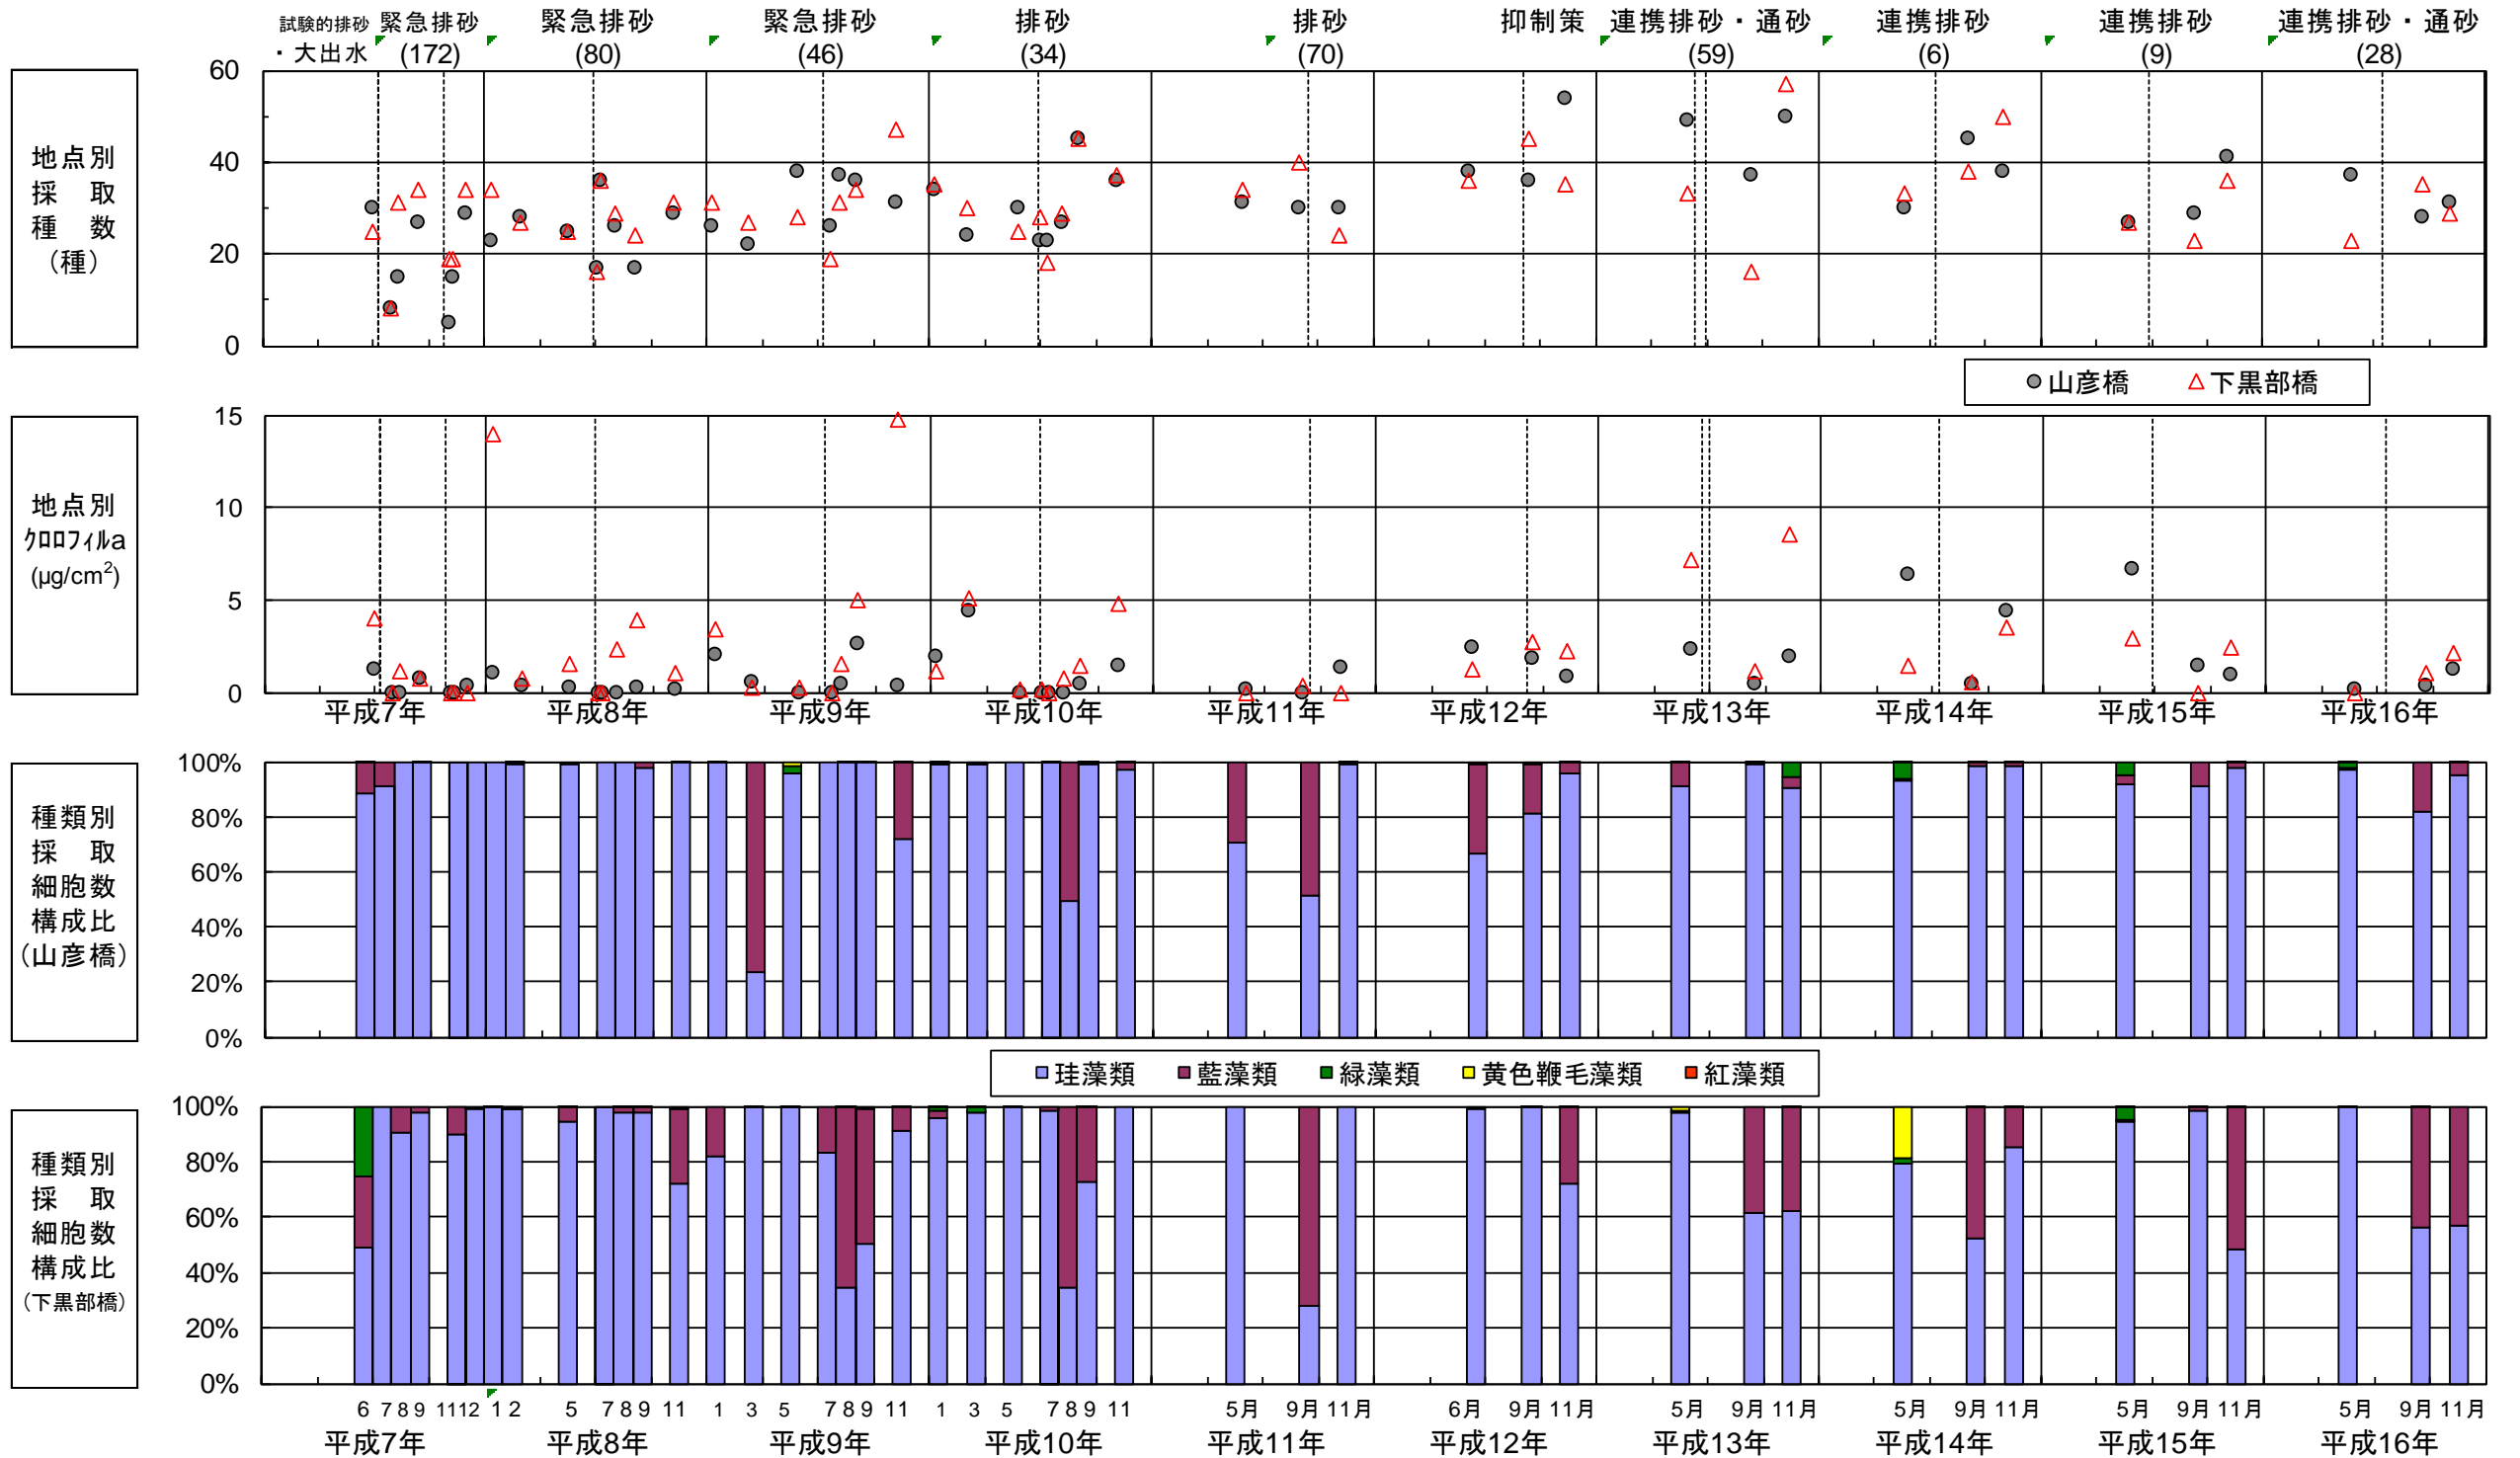 試験的排砂 緊急排砂 緊急排砂 緊急排砂 排砂 排砂 抑制策 連携排砂・通砂 連携排砂 連携排砂 連携排砂・通砂
・大出水 (172) (80) (46) (34) (70) (59) (6) (9) (28)
地点別
採 取
種 数
（種）
60
40
20
0
山彦橋 下黒部橋
地点別
ｸﾛﾛﾌｨﾙa
(µg/cm2)
15
10
5
0
平成7年 平成8年 平成9年 平成10年 平成11年 平成12年 平成13年 平成14年 平成15年 平成16年
種類別
採 取
細胞数
構成比
（山彦橋）
100%
80%
60%
40%
20%
0%
珪藻類 藍藻類 緑藻類 黄色鞭毛藻類 紅藻類
種類別
採 取
細胞数
構成比
（下黒部橋）
100%
80%
60%
40%
20%
0%
6 7 8 9 11 12 1 2 5 7 8 9 11 1 3 5 7 8 9 11 1 3 5 7 8 9 11 5月 9月 11月 6月 9月 11月 5月 9月 11月 5月 9月 11月 5月 9月 11月 5月 9月 11月
平成7年 平成8年 平成9年 平成10年 平成11年 平成12年 平成13年 平成14年 平成15年 平成16年